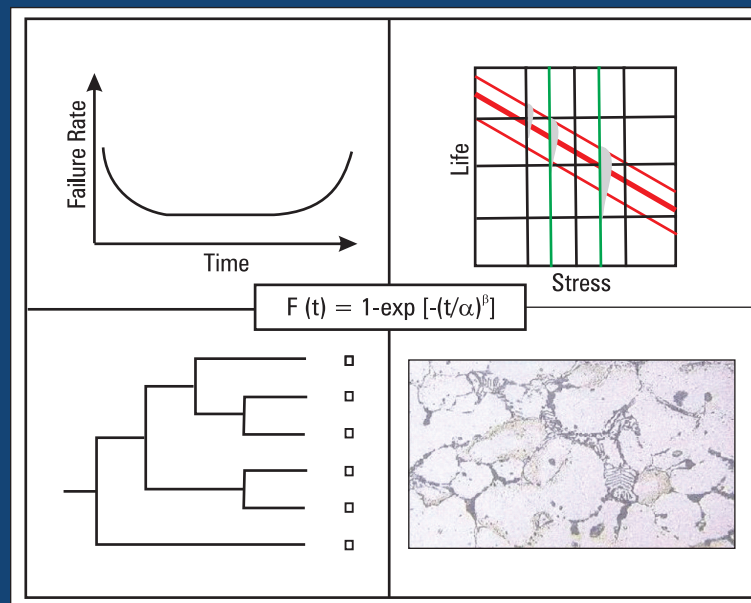 Failure Rate
Time
Life
Stress
F (t) = 1-exp [-(t/α)^β]